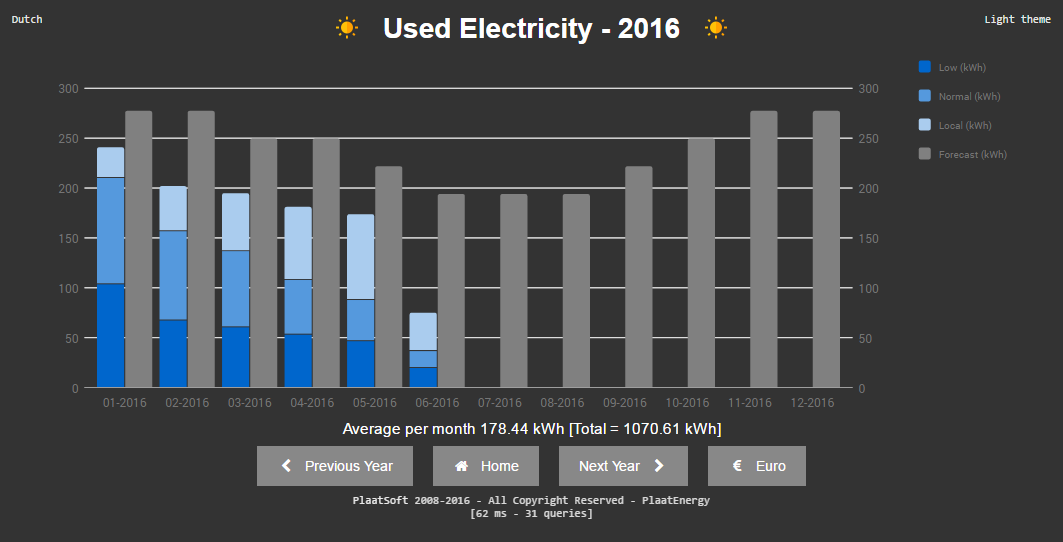 Dutch
Used Electricity - 2016
Light theme
Low (kWh)
Normal (kWh)
Local (kWh)
Forecast (kWh)
300 300
250 250
200 200
150 150
100 100
50 50
0 0
01-2016 02-2016 03-2016 04-2016 05-2016 06-2016 07-2016 08-2016 09-2016 10-2016 11-2016 12-2016
Average per month 178.44 kWh [Total = 1070.61 kWh]
Previous Year Home Next Year € Euro
PlaatSoft 2008-2016 - All Copyright Reserved - PlaatEnergy
[62 ms - 31 queries]